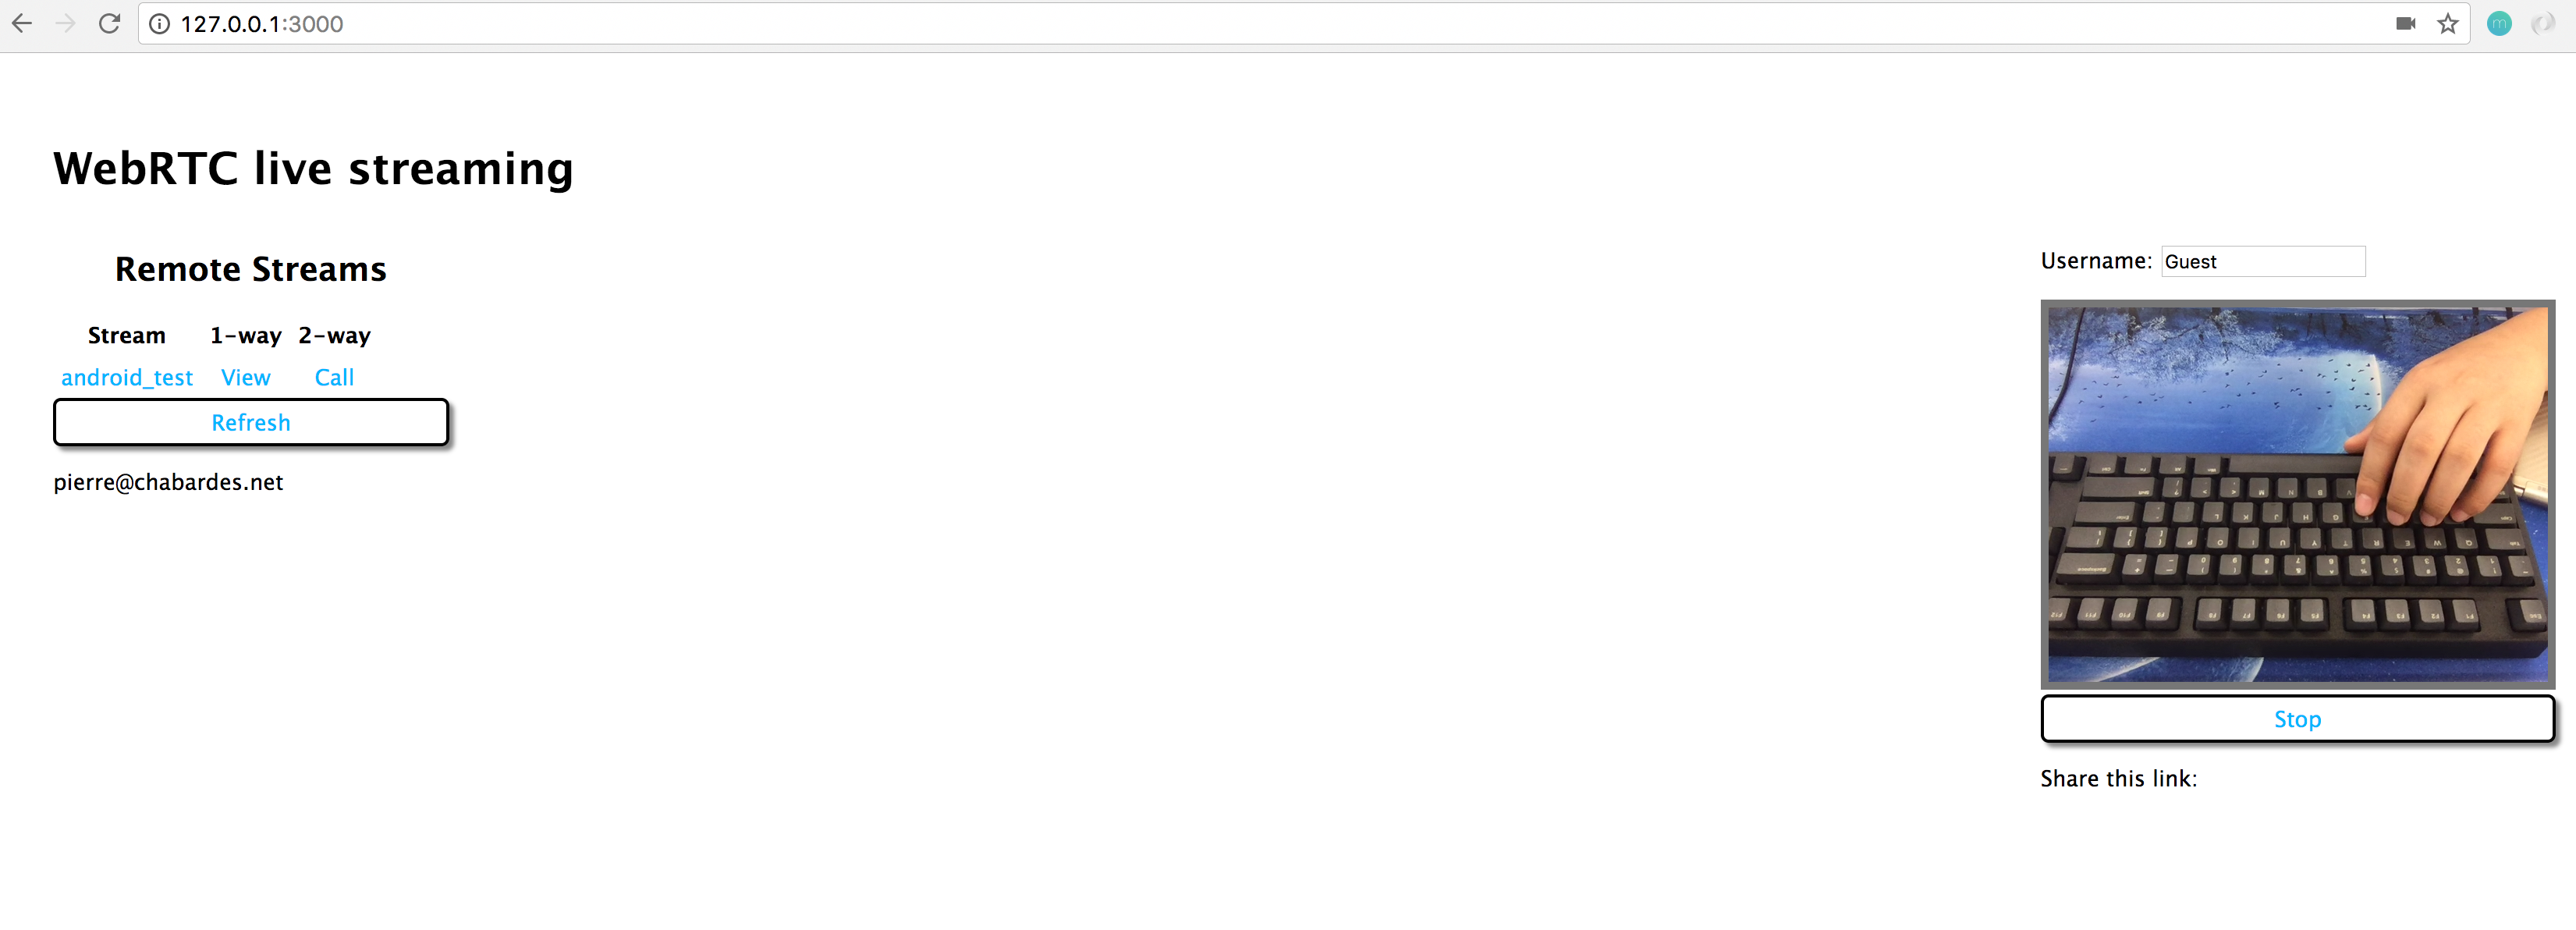 127.0.0.1:3000
WebRTC live streaming
Remote Streams
Stream 1-way 2-way
android_test View Call
Refresh
pierre@chabardes.net
Username: Guest
Stop
Share this link: